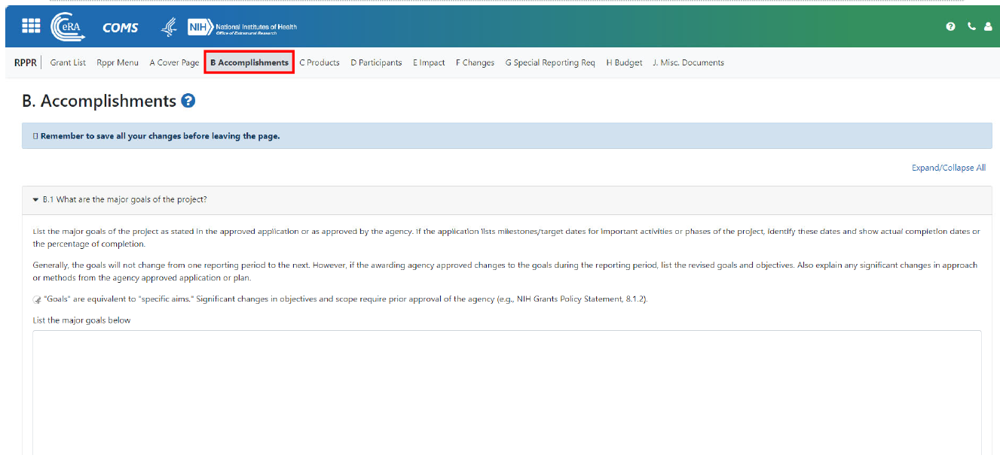 eRA COMS NIH National Institutes of Health
Office of Extramural Research
RPPR Grant List Rppr Menu A Cover Page B Accomplishments C Products D Participants E Impact F Changes G Special Reporting Req H Budget J. Misc. Documents
B. Accomplishments ?
Remember to save all your changes before leaving the page.
Expand/Collapse All
B.1 What are the major goals of the project?
List the major goals of the project as stated in the approved application or as approved by the agency. If the application lists milestones/target dates for important activities or phases of the project, identify these dates and show actual completion dates or
the percentage of completion.
Generally, the goals will not change from one reporting period to the next. However, if the awarding agency approved changes to the goals during the reporting period, list the revised goals and objectives. Also explain any significant changes in approach
or methods from the agency approved application or plan.
"Goals" are equivalent to "specific aims." Significant changes in objectives and scope require prior approval of the agency (e.g., NIH Grants Policy Statement, 8.1.2).
List the major goals below